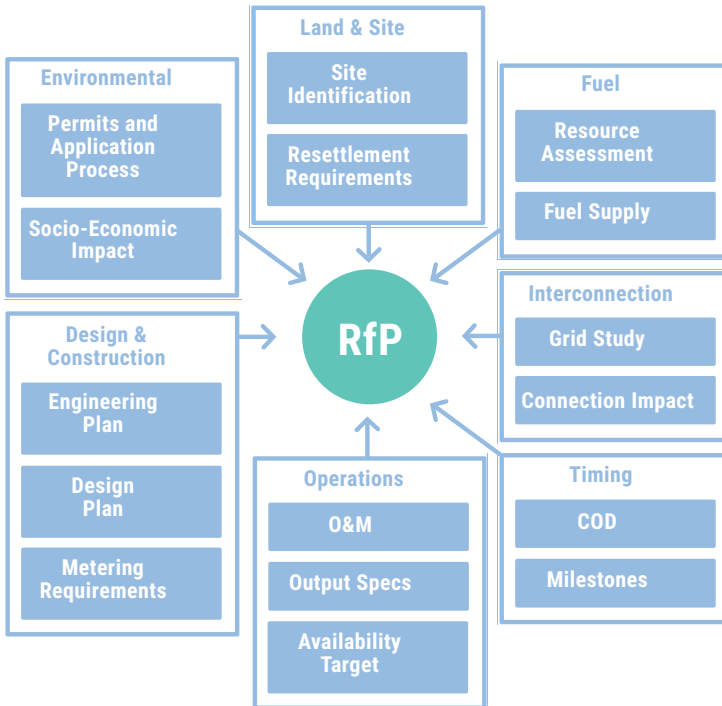 Land & Site
Site
Identification
Resettlement
Requirements
Environmental
Permits and
Application
Process
Socio-Economic
Impact
Fuel
Resource
Assessment
Fuel Supply
RfP
Interconnection
Grid Study
Connection Impact
Design &
Construction
Engineering
Plan
Design
Plan
Metering
Requirements
Operations
O&M
Output Specs
Availability
Target
Timing
COD
Milestones